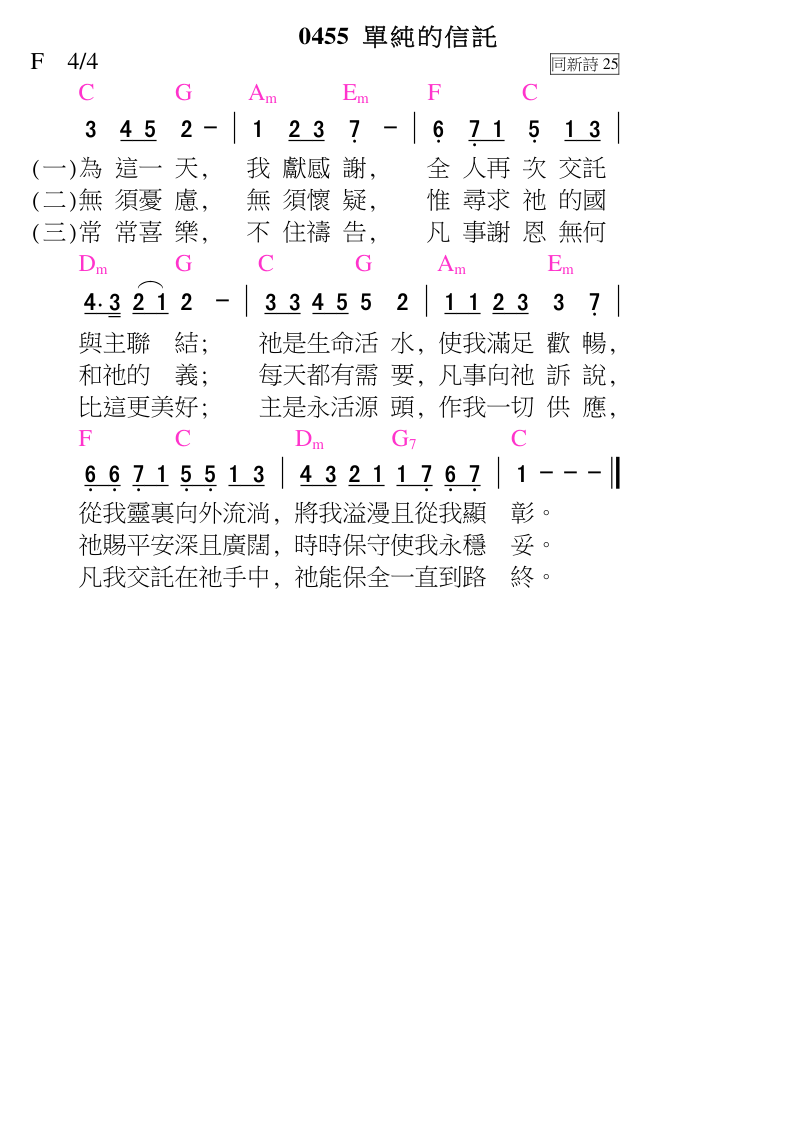 0455 單純的信託
F 4/4
同新詩 25
C G Am Em F C
3 4 5 2 – | 1 2 3 7̣ – | 6̣ 7̣ 1 5̣ 1 3 |
(一)為 這一 天, 我 獻感 謝, 全 人再 次 交託
(二)無 須憂 慮, 無 須懷 疑, 惟 尋求 祂 的國
(三)常 常喜 樂, 不 住禱 告, 凡 事謝 恩 無何
Dm G C G Am Em
4· 3 2 1 2 – | 3 3 4 5 5 2 | 1 1 2 3 3 7̣ |
與主聯 結; 祂是生命活 水, 使我滿足 歡 暢,
和祂的 義; 每天都有需 要, 凡事向祂 訴 說,
比這更美好; 主是永活源 頭, 作我一切 供 應,
F C Dm G7 C
6̣ 6̣ 7̣ 1 5̣ 5̣ 1 3 | 4 3 2 1 1 7̣ 6̣ 7̣ | 1 – – – ‖
從我靈裏向外流淌, 將我溢漫且從我顯 彰。
祂賜平安深且廣闊, 時時保守使我永穩 妥。
凡我交託在祂手中, 祂能保全一直到路 終。